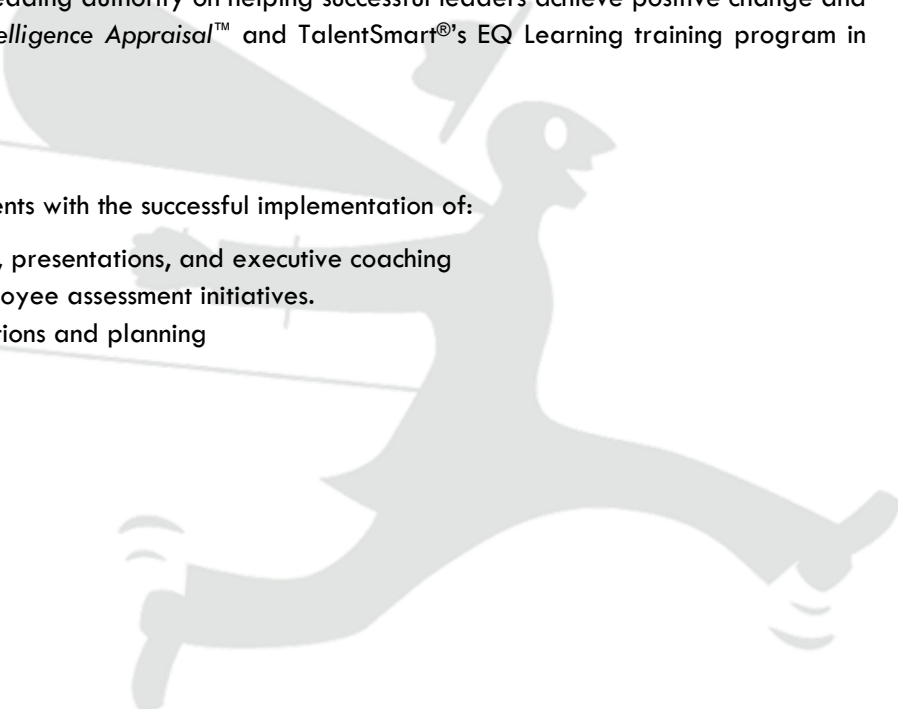 eading authority on helping successful leaders achieve positive change and
elligence Appraisal™ and TalentSmart®'s EQ Learning training program in
ents with the successful implementation of:
, presentations, and executive coaching
oyee assessment initiatives.
tions and planning